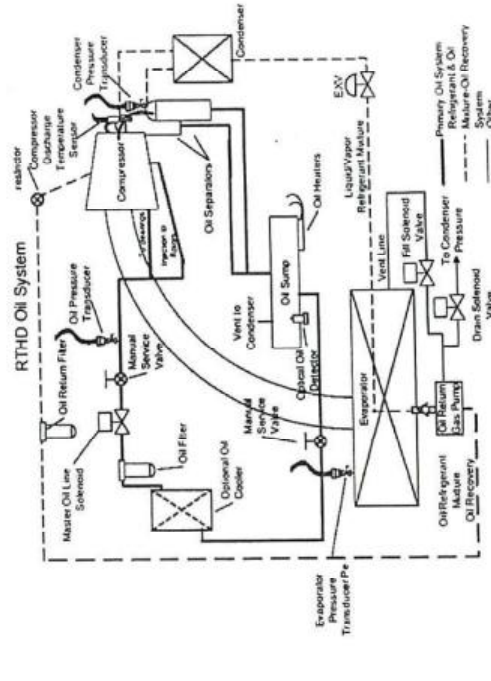 RTHD Oil System
restrictor
Compressor
Discharge
Temperature
Sensor
Condenser
Pressure
Transducer
Condenser
Compressor
Oil Separators
EXV
Liquid/Vapor
Refrigerant Mixture
Oil Pressure
Transducer
Manual
Service
Valve
Oil Return Filter
Master Oil Line
Solenoid
Oil Filter
Optional Oil
Cooler
Manual
Service
Valve
Vent to
Condenser
Oil Sump
Oil Heaters
Optical Oil
Detector
Evaporator
Vent Line
Fill Solenoid
Valve
To Condenser
Pressure
Drain Solenoid
Valve
Oil Return
Gas Pump
Oil/Refrigerant
Mixture
Oil Recovery
Evaporator
Pressure
Transducer Pe
Primary Oil System
Refrigerant & Oil
Mixture-Oil Recovery
System